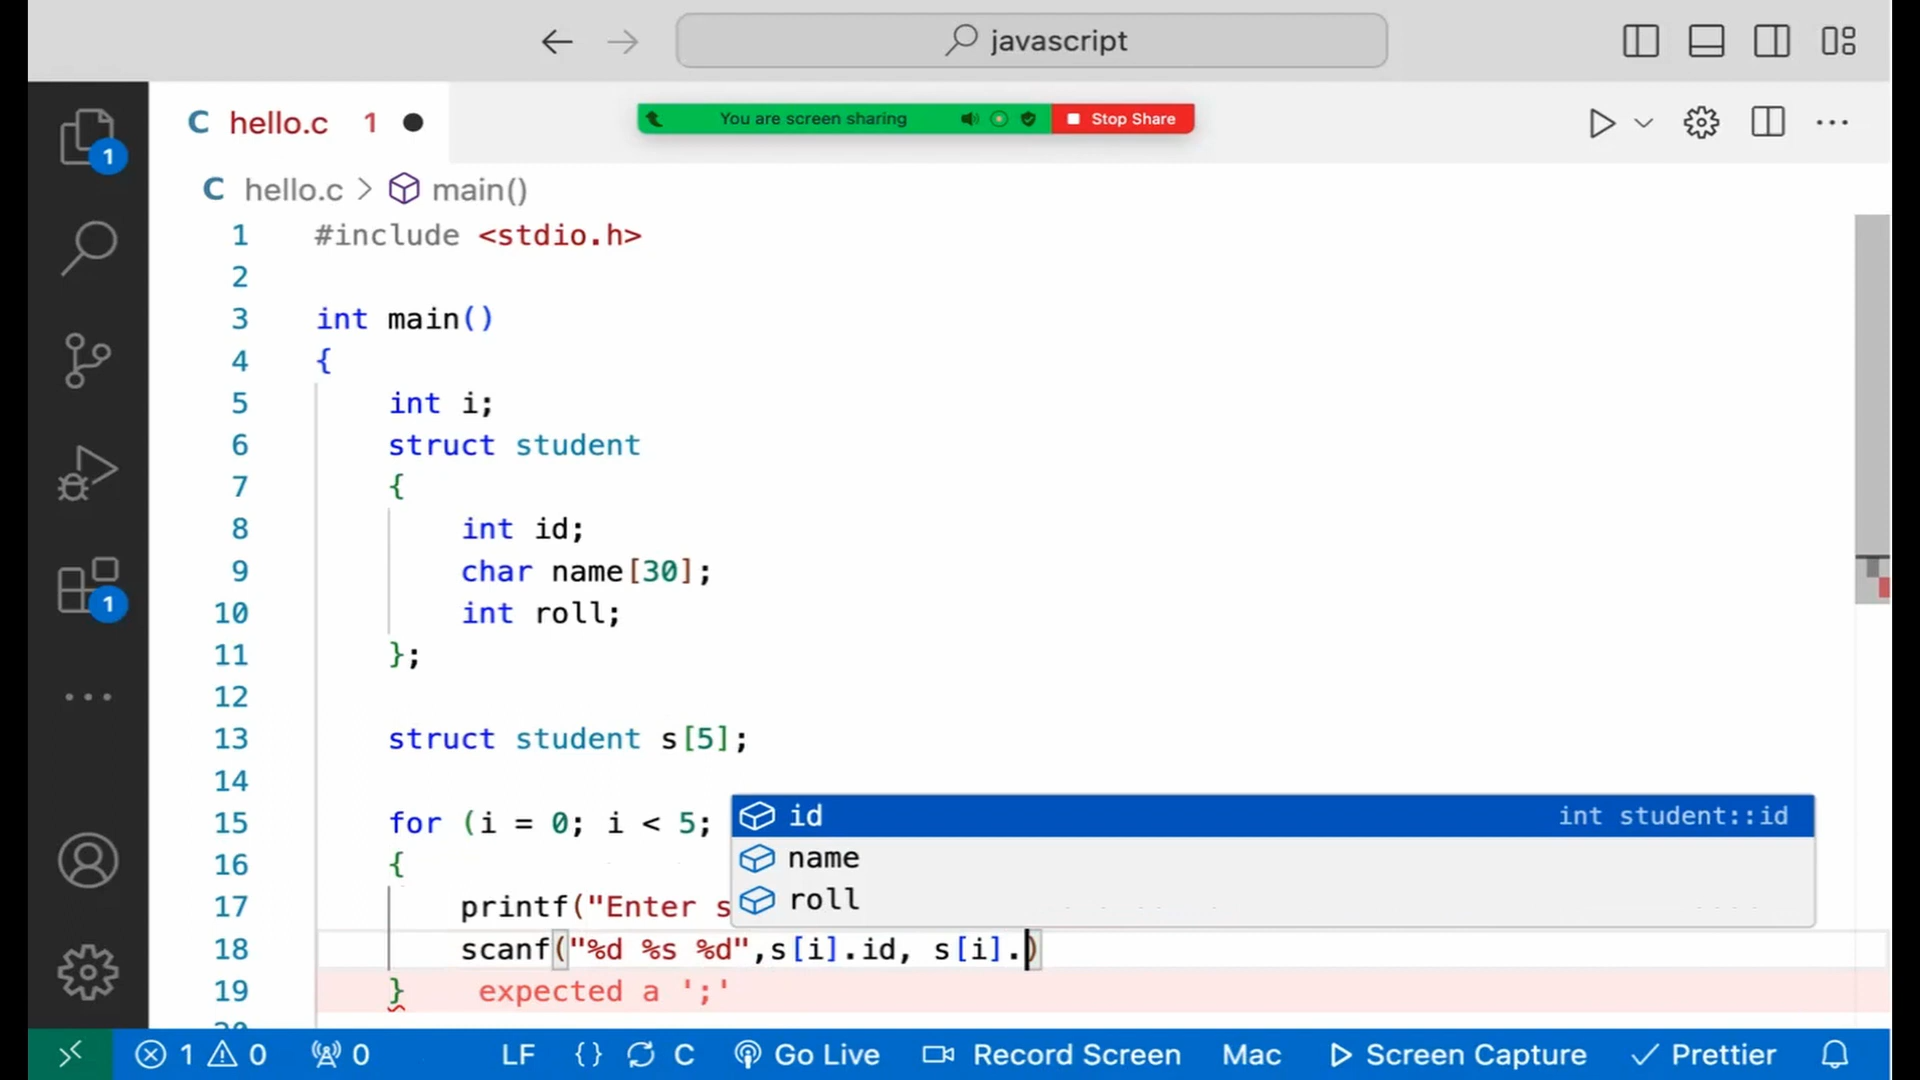 javascript
C hello.c 1
You are screen sharing Stop Share
C hello.c > main()
1 #include <stdio.h>
2
3 int main()
4 {
5 int i;
6 struct student
7 {
8 int id;
9 char name[30];
10 int roll;
11 };
12
13 struct student s[5];
14
15 for (i = 0; i < 5;
id int student::id
16 {
name
17 printf("Enter s
roll
18 scanf("%d %s %d",s[i].id, s[i].)
19 } expected a ';'
1
1
1 0 0 LF {} C Go Live Record Screen Mac Screen Capture Prettier